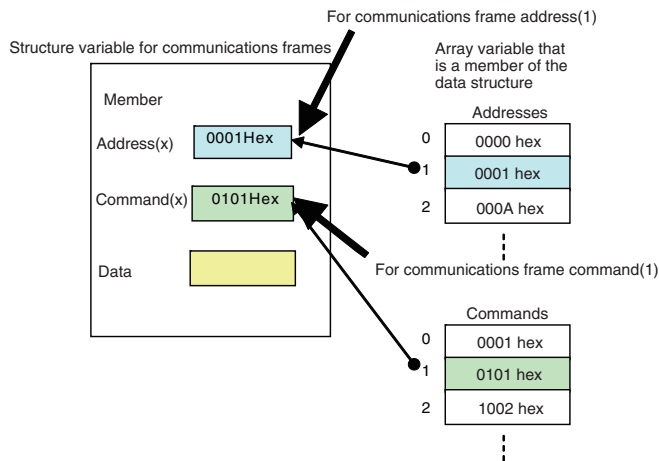 For communications frame address(1)
Structure variable for communications frames
Array variable that
is a member of the
data structure
Member
Address(x)
0001Hex
Command(x)
0101Hex
Data
Addresses
0
0000 hex
1
0001 hex
2
000A hex
For communications frame command(1)
Commands
0
0001 hex
1
0101 hex
2
1002 hex